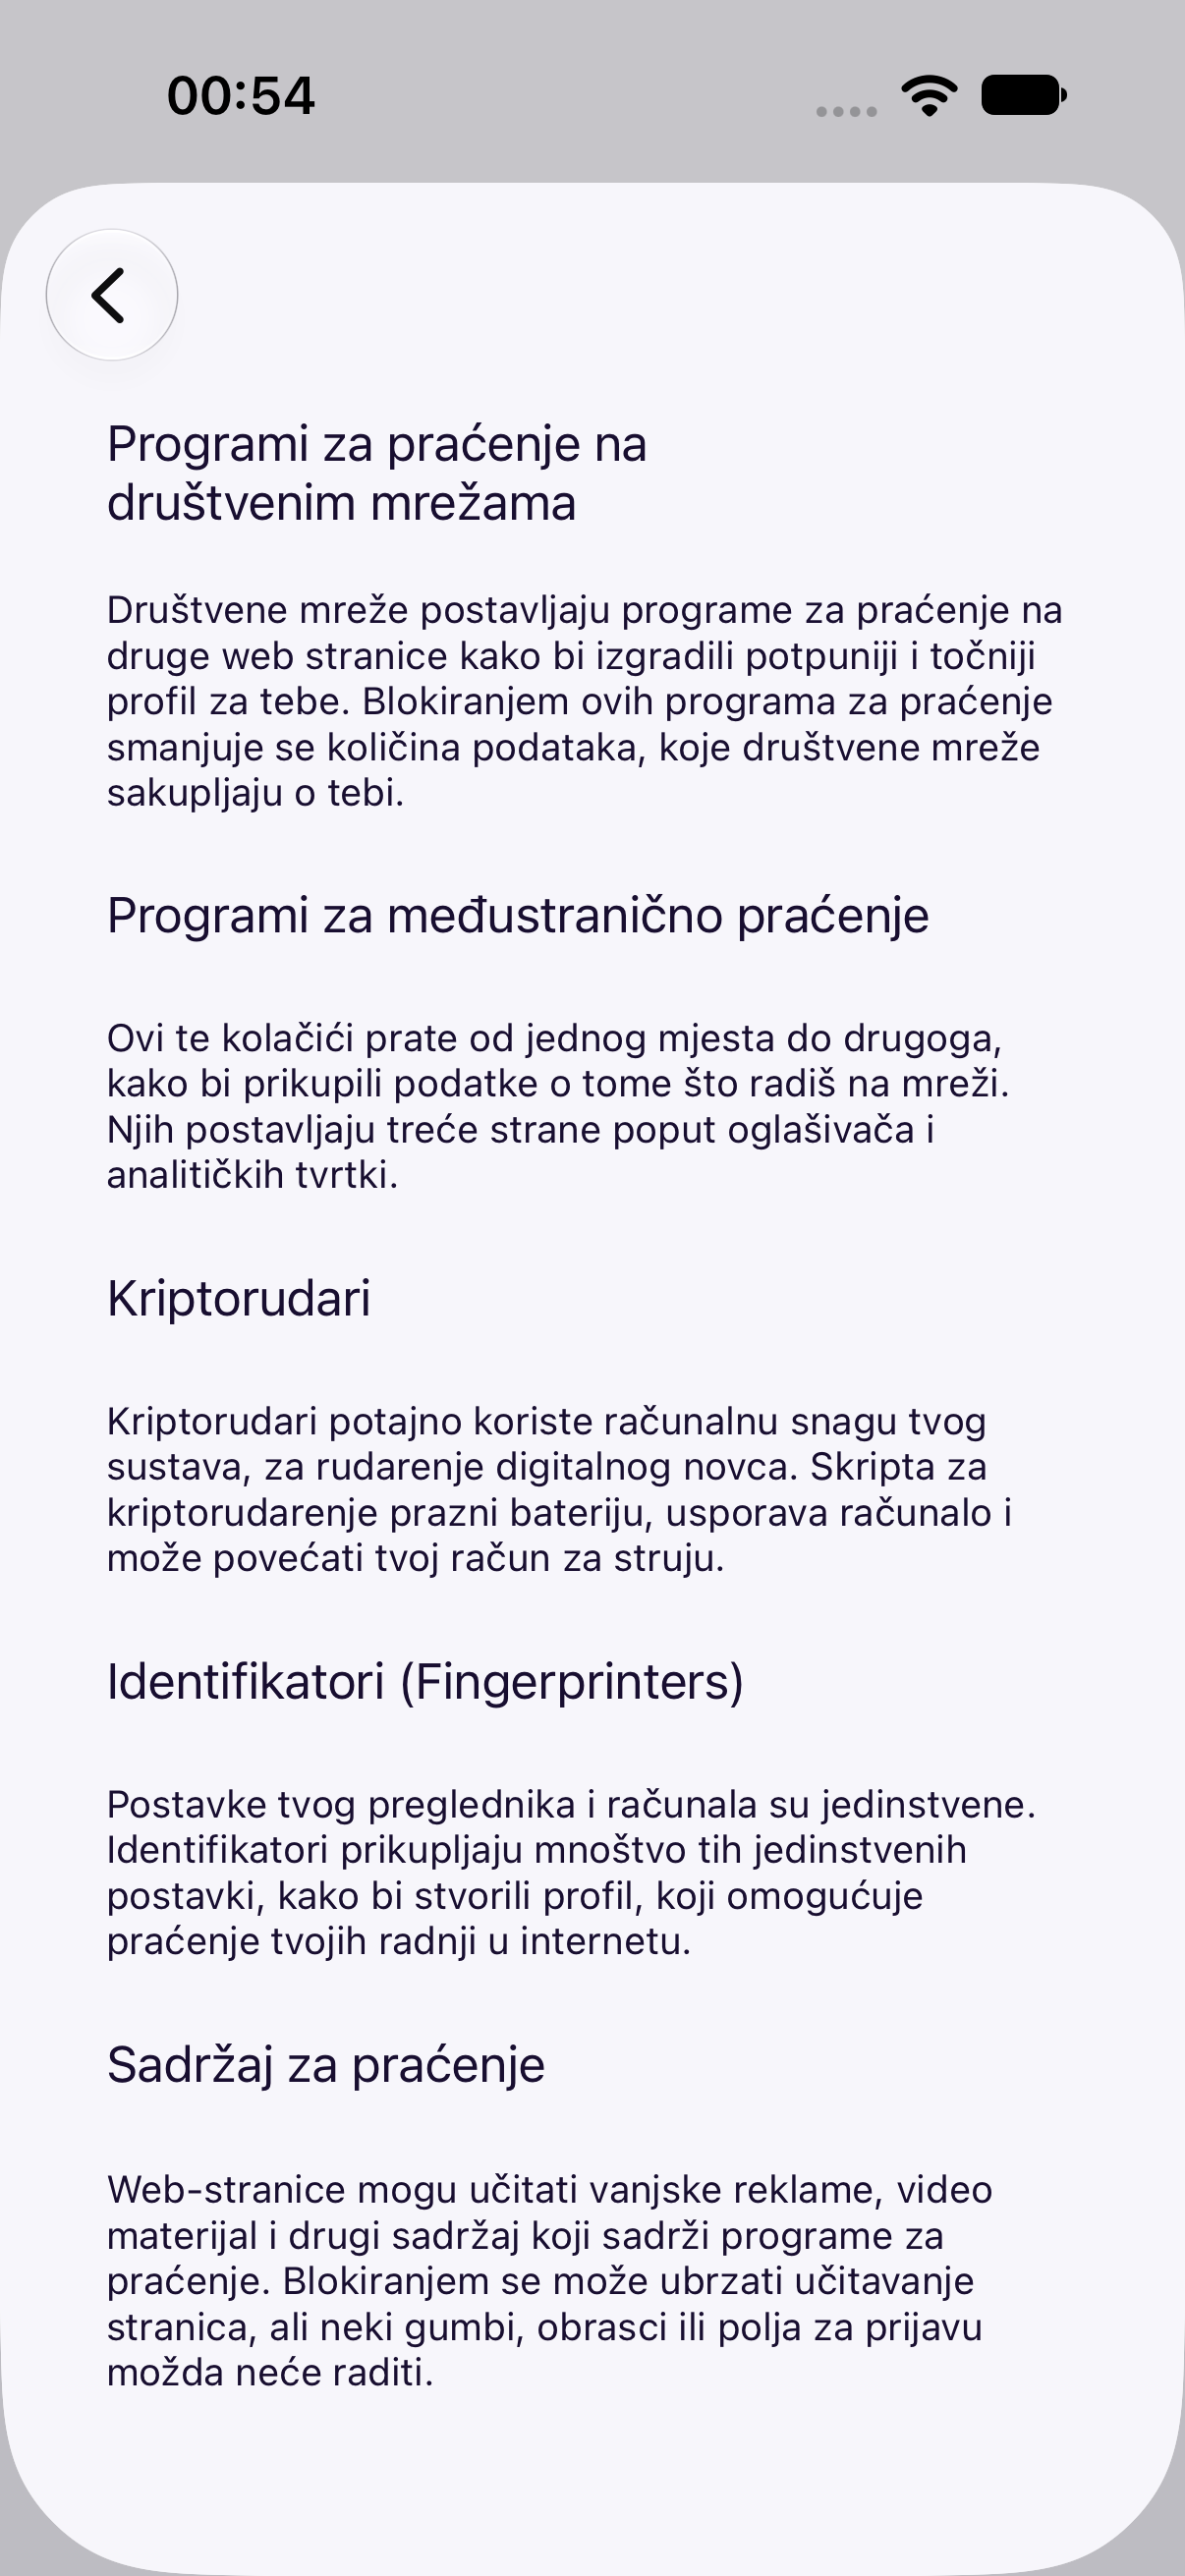 00:54
Programi za praćenje na
društvenim mrežama
Društvene mreže postavljaju programe za praćenje na
druge web stranice kako bi izgradili potpuniji i točniji
profil za tebe. Blokiranjem ovih programa za praćenje
smanjuje se količina podataka, koje društvene mreže
sakupljaju o tebi.
Programi za međustranično praćenje
Ovi te kolačići prate od jednog mjesta do drugoga,
kako bi prikupili podatke o tome što radiš na mreži.
Njih postavljaju treće strane poput oglašivača i
analitičkih tvrtki.
Kriptorudari
Kriptorudari potajno koriste računalnu snagu tvog
sustava, za rudarenje digitalnog novca. Skripta za
kriptorudarenje prazni bateriju, usporava računalo i
može povećati tvoj račun za struju.
Identifikatori (Fingerprinters)
Postavke tvog preglednika i računala su jedinstvene.
Identifikatori prikupljaju mnoštvo tih jedinstvenih
postavki, kako bi stvorili profil, koji omogućuje
praćenje tvojih radnji u internetu.
Sadržaj za praćenje
Web-stranice mogu učitati vanjske reklame, video
materijal i drugi sadržaj koji sadrži programe za
praćenje. Blokiranjem se može ubrzati učitavanje
stranica, ali neki gumbi, obrasci ili polja za prijavu
možda neće raditi.